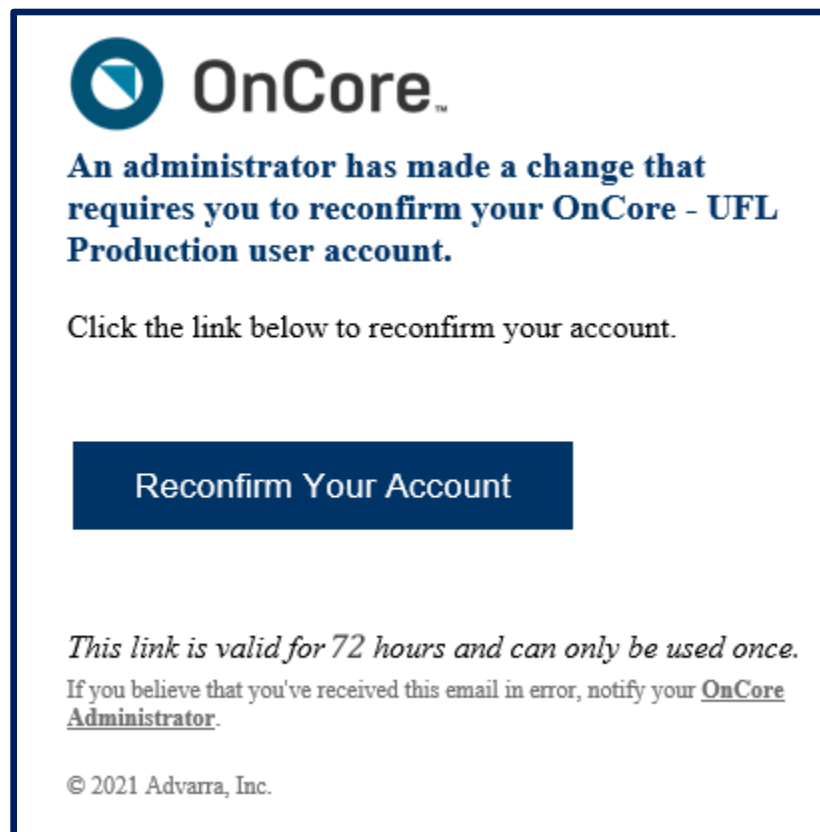 OnCore™
An administrator has made a change that
requires you to reconfirm your OnCore - UFL
Production user account.
Click the link below to reconfirm your account.
Reconfirm Your Account
This link is valid for 72 hours and can only be used once.
If you believe that you've received this email in error, notify your OnCore
Administrator.
© 2021 Advarra, Inc.